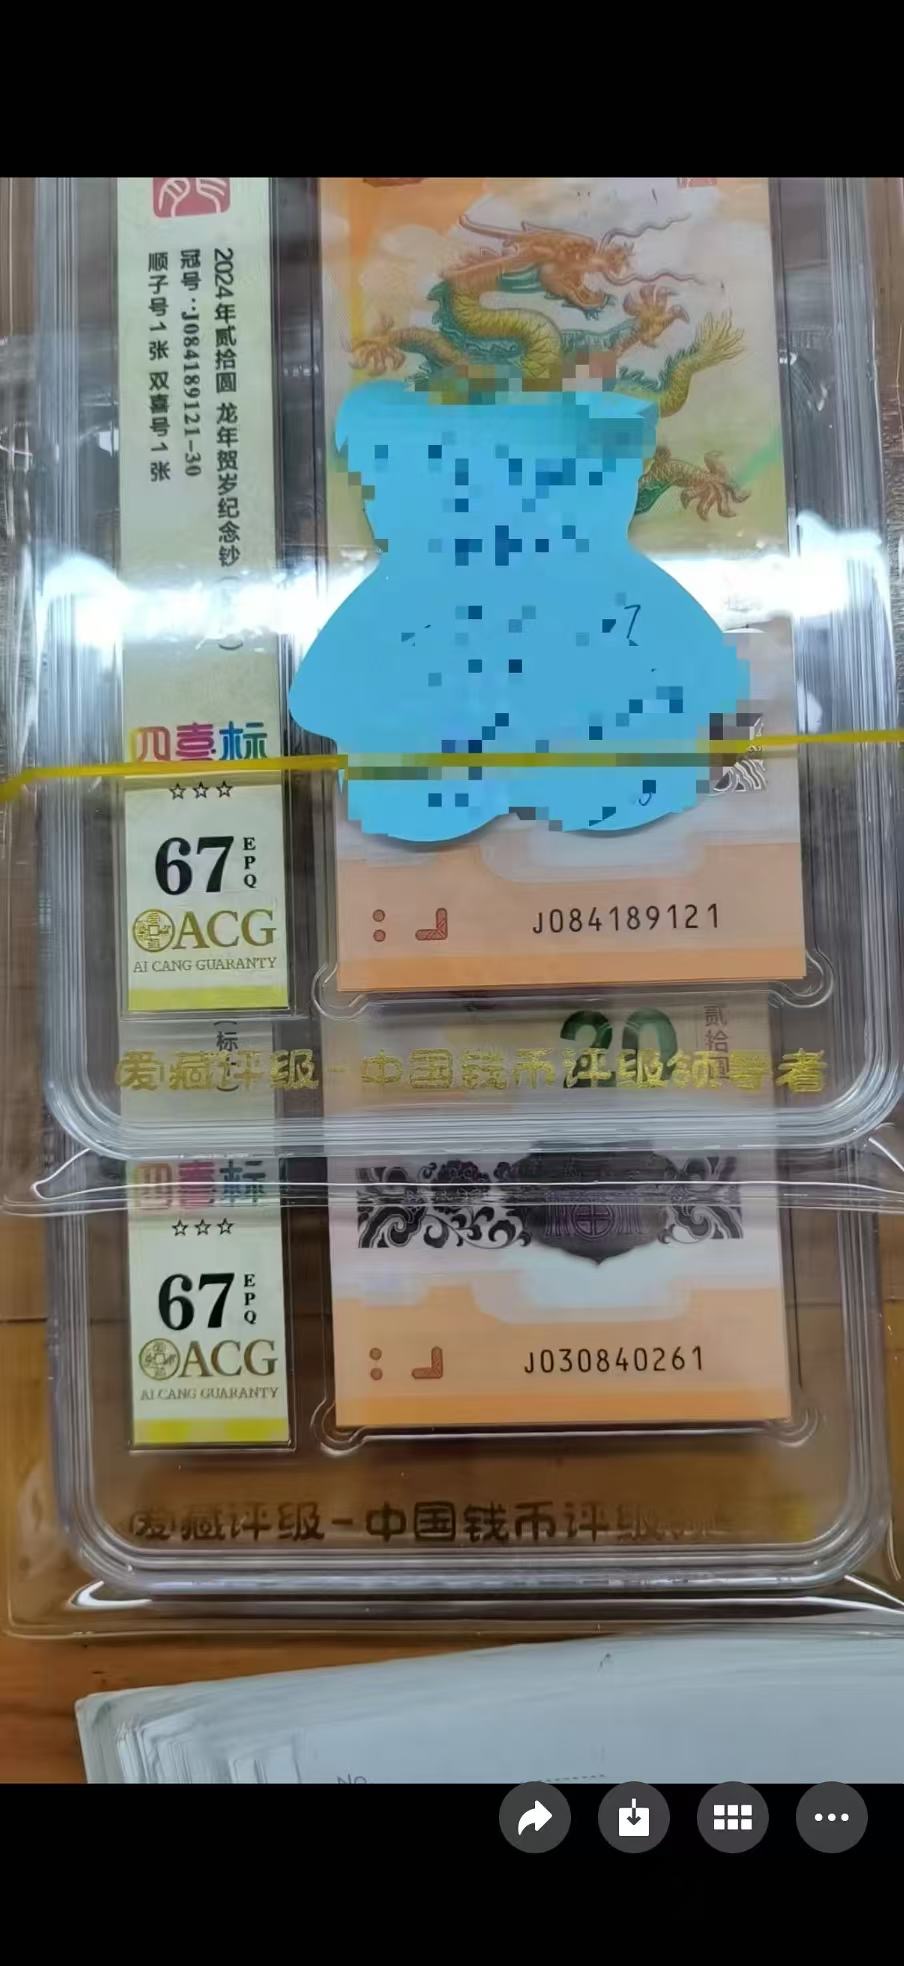 2024年贰拾圆 龙年贺岁纪念钞
冠号:J084189121-30
顺子号1张 双喜号1张
四喜标
☆☆☆
67
EPQ
ACG
AI CANG GUARANTY
7
J084189121
20
贰拾
(标
爱藏评级-中国钱币评级领导者
四喜标
☆☆☆
67
EPQ
ACG
AI CANG GUARANTY
J030840261
爱藏评级-中国钱币评级
No